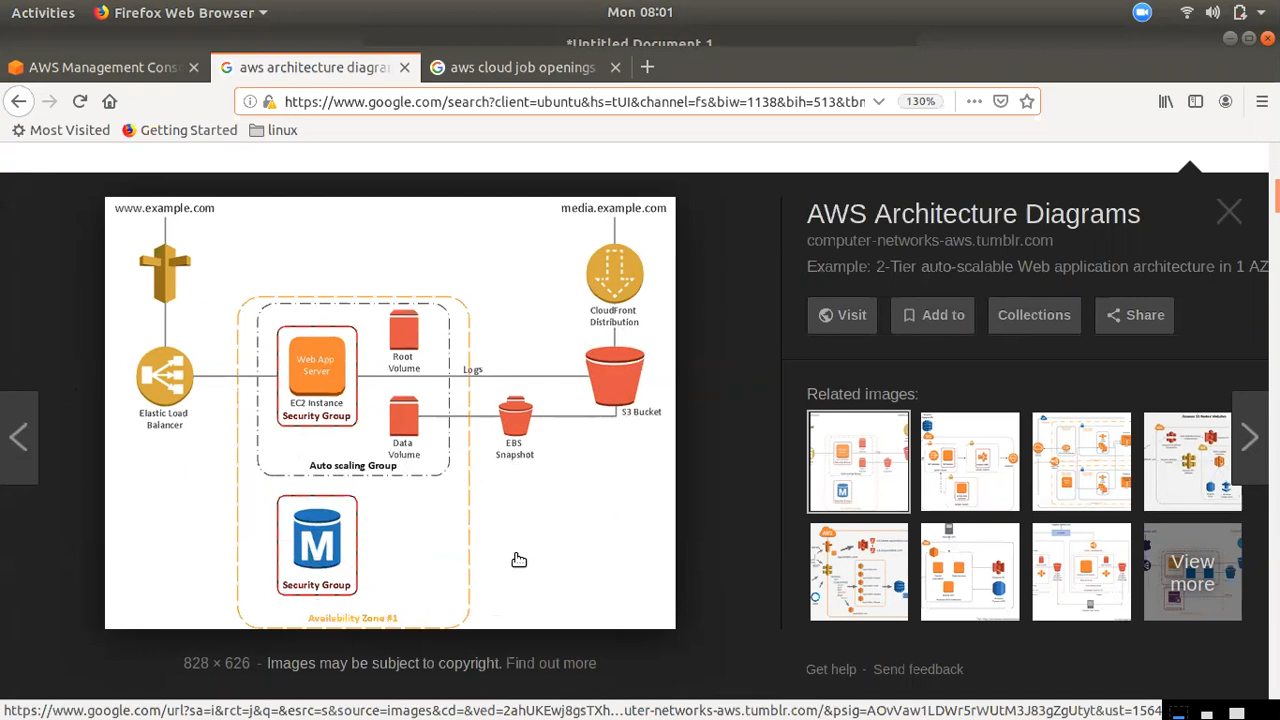 Activities
Firefox Web Browser
Mon 08:01
*Untitled Document 1
AWS Management Cons
aws architecture diagra
aws cloud job openings
https://www.google.com/search?client=ubuntu&hs=tUI&channel=fs&biw=1138&bih=513&tbn
130%
Most Visited
Getting Started
linux
www.example.com
media.example.com
CloudFront
Distribution
Web App
Server
EC2 Instance
Security Group
Root
Volume
Logs
Elastic Load
Balancer
S3 Bucket
Data
Volume
EBS
Snapshot
Auto scaling Group
M
Security Group
Availability Zone #1
828 × 626 - Images may be subject to copyright. Find out more
AWS Architecture Diagrams
computer-networks-aws.tumblr.com
Example: 2-Tier auto-scalable Web application architecture in 1 AZ
Visit
Add to
Collections
Share
Related images:
View
more
Get help - Send feedback